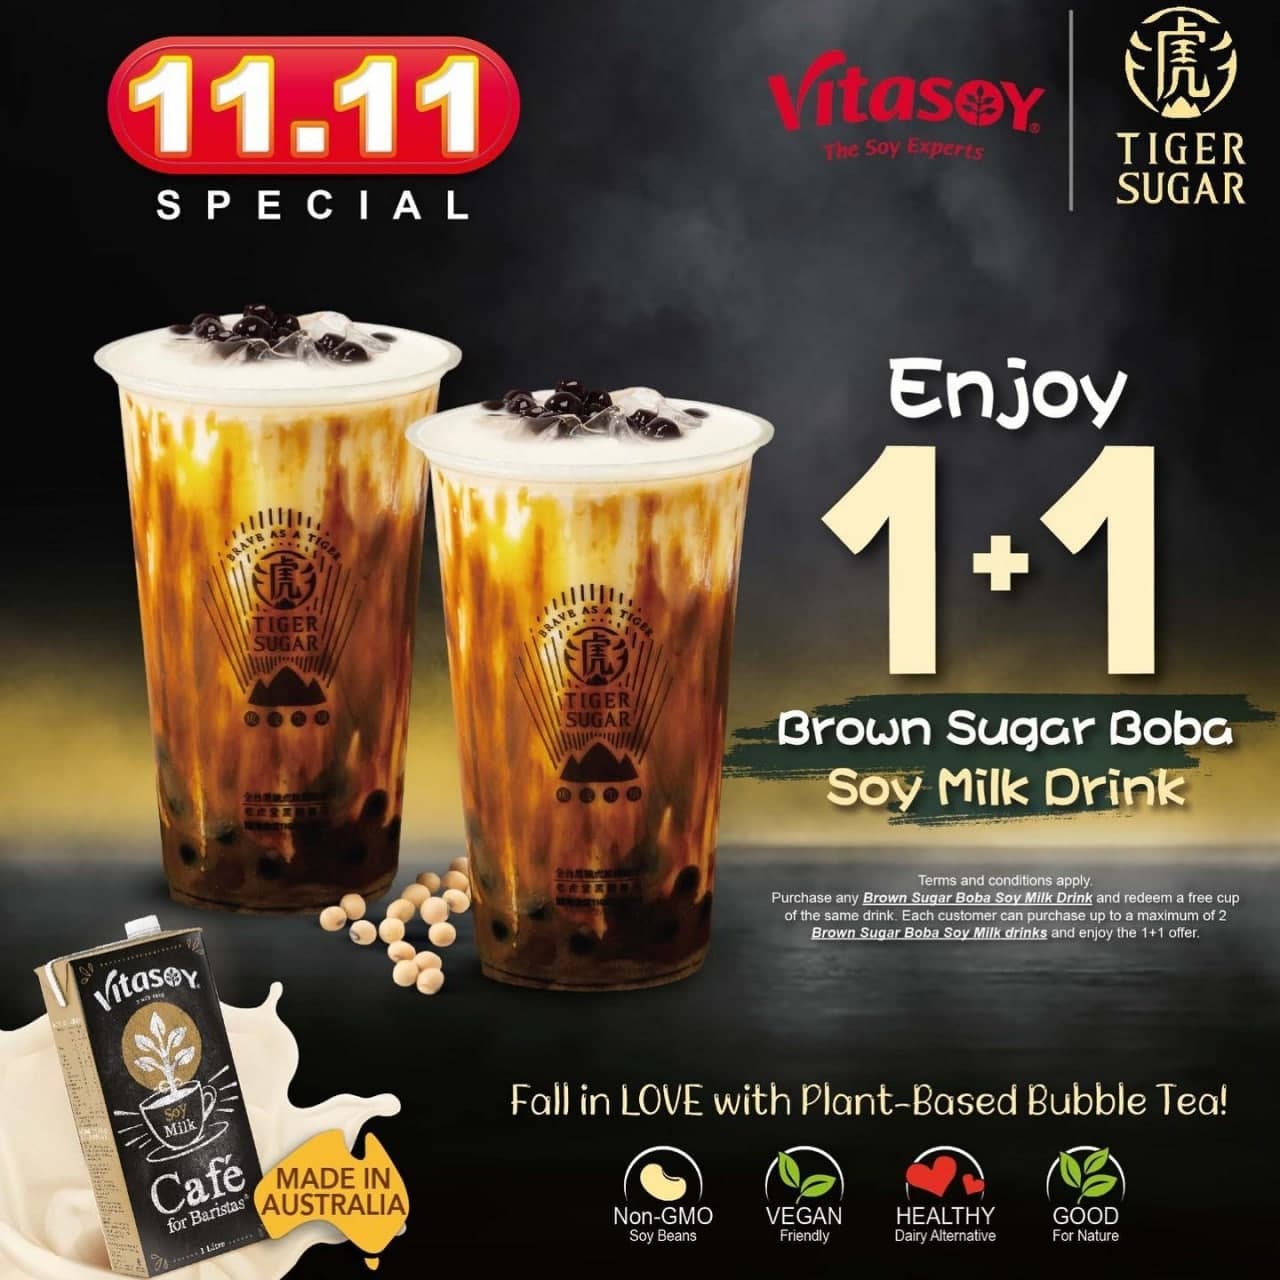 11.11
SPECIAL
Vitasoy
The Soy Experts
虎
TIGER
SUGAR
Enjoy
1+1
Brown Sugar Boba
Soy Milk Drink
Terms and conditions apply.
Purchase any Brown Sugar Boba Soy Milk Drink and redeem a free cup
of the same drink. Each customer can purchase up to a maximum of 2
Brown Sugar Boba Soy Milk drinks and enjoy the 1+1 offer.
BRAVE AS A TIGER
虎
TIGER
SUGAR
BRAVE AS A TIGER
虎
TIGER
SUGAR
Vitasoy
Soy
Milk
Café
for Baristas
1 Litre
MADE IN
AUSTRALIA
Fall in LOVE with Plant-Based Bubble Tea!
Non-GMO
Soy Beans
VEGAN
Friendly
HEALTHY
Dairy Alternative
GOOD
For Nature